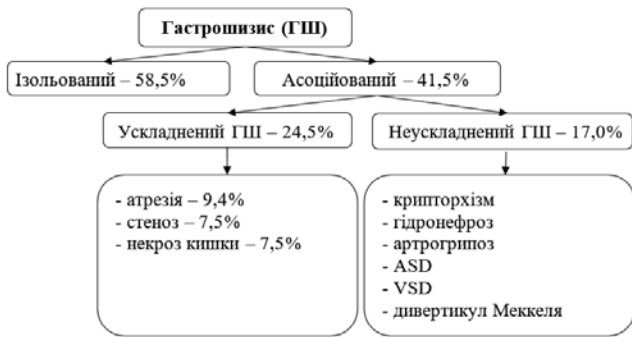 Гастрошизис (ГШ)
Ізольований – 58,5%
Асоційований – 41,5%
Ускладнений ГШ – 24,5%
Неускладнений ГШ – 17,0%
- атрезія – 9,4%
- стеноз – 7,5%
- некроз кишки – 7,5%
- крипторхізм
- гідронефроз
- артрогрипоз
- ASD
- VSD
- дивертикул Меккеля